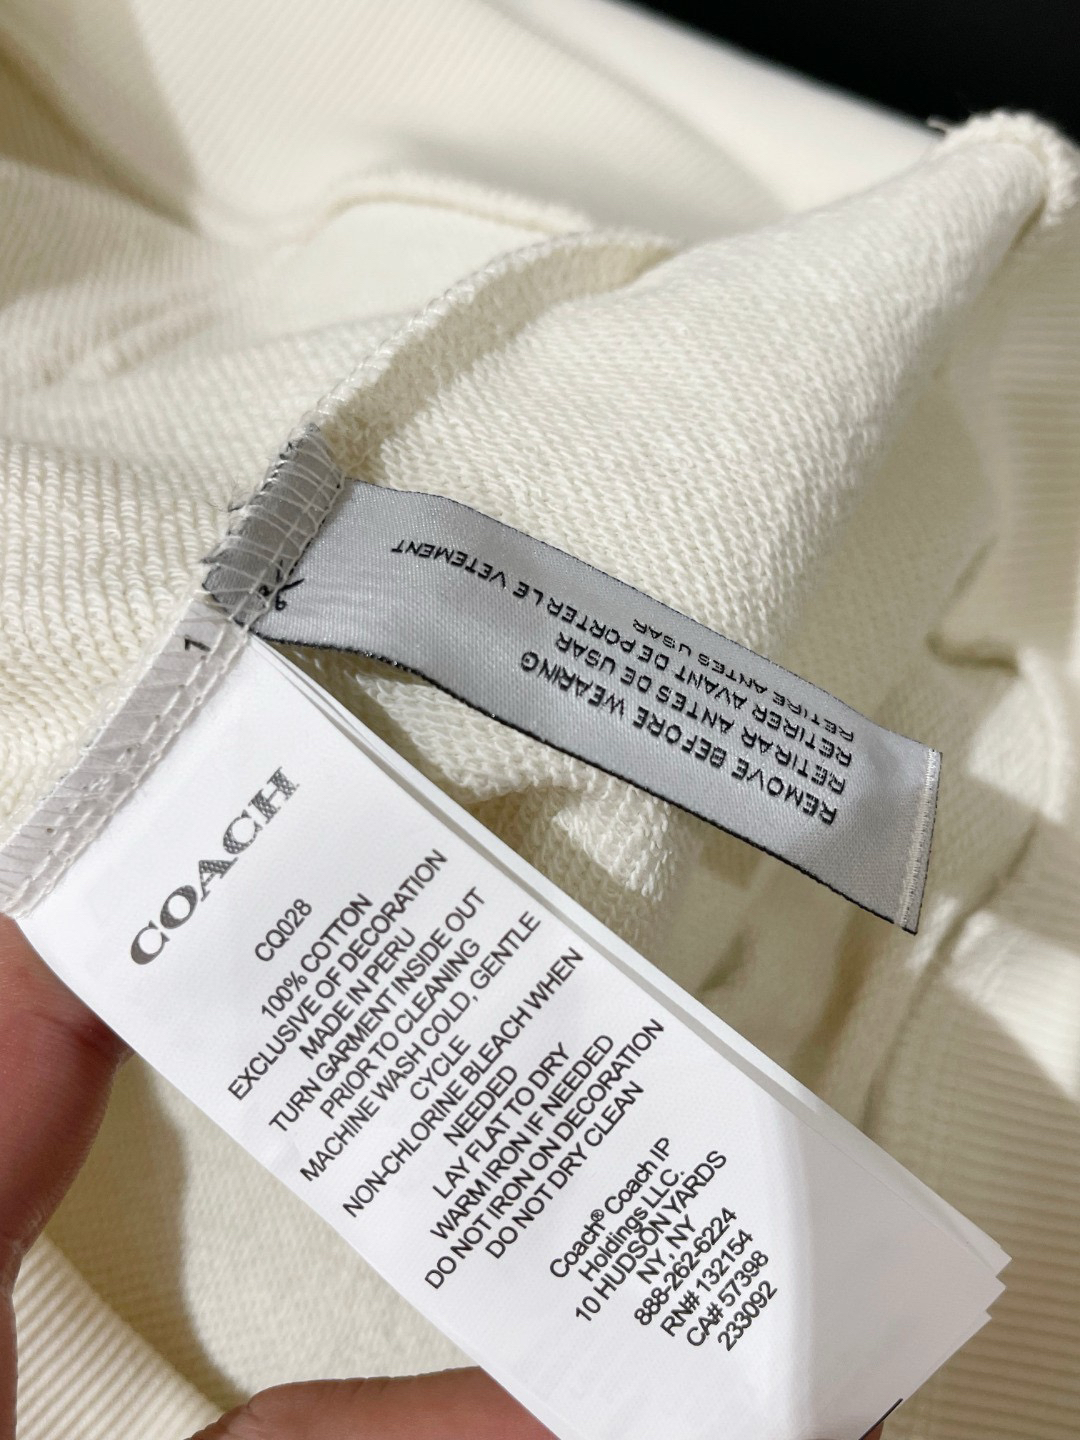 1
COACH
CQ028
100% COTTON
EXCLUSIVE OF DECORATION
MADE IN PERU
TURN GARMENT INSIDE OUT
PRIOR TO CLEANING
MACHINE WASH COLD, GENTLE
CYCLE
NON-CHLORINE BLEACH WHEN
NEEDED
LAY FLAT TO DRY
WARM IRON IF NEEDED
DO NOT IRON ON DECORATION
DO NOT DRY CLEAN
Coach® Coach IP
Holdings LLC.
10 HUDSON YARDS
NY, NY
888-262-6224
RN# 132154
CA# 57398
233092
REMOVE BEFORE WEARING
RETIRAR ANTES DE USAR
RETIRER AVANT DE PORTER LE VETEMENT
RETIRE ANTES USAR